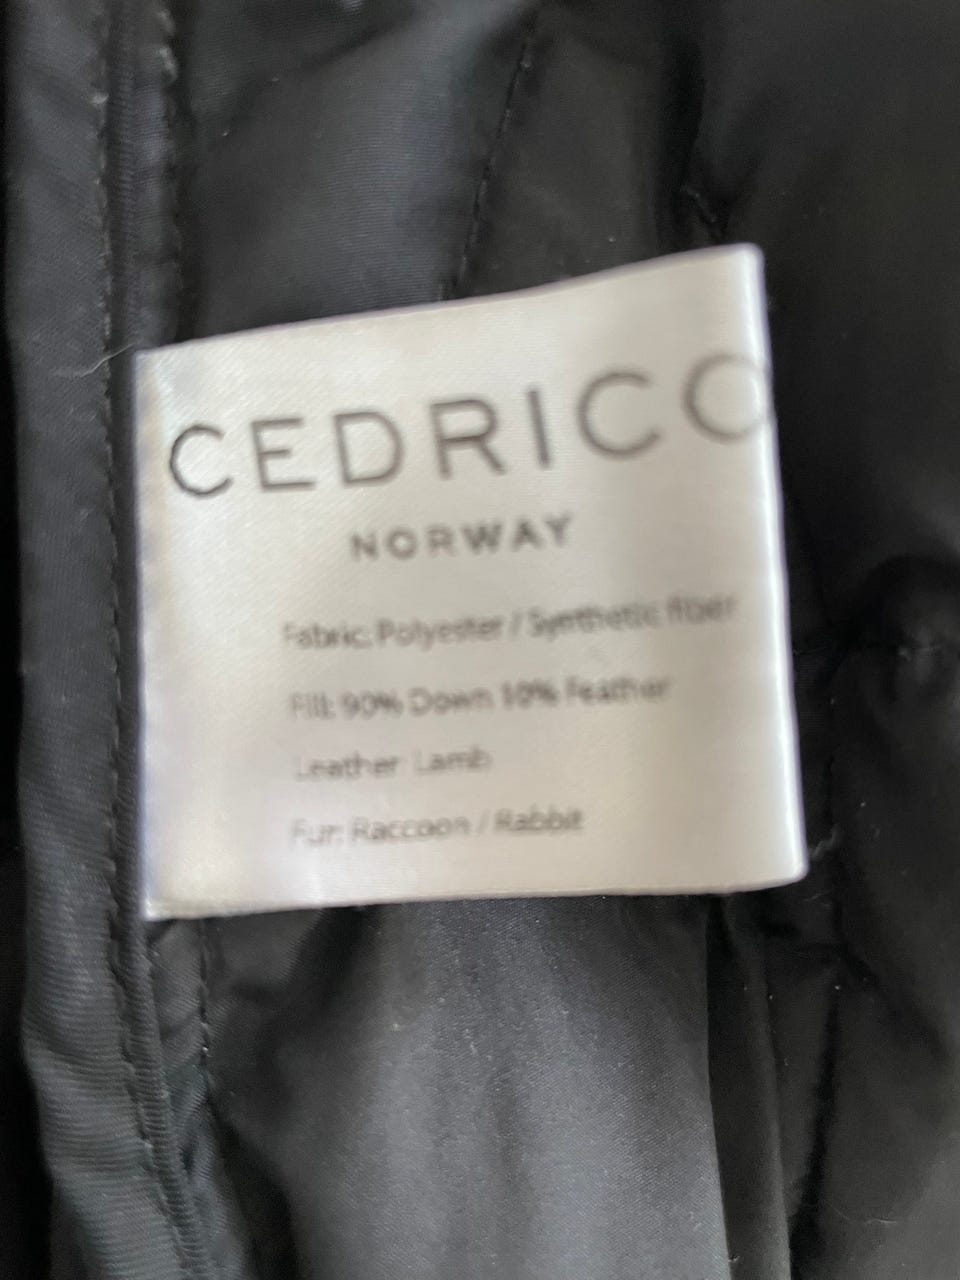 CEDRICO
NORWAY
Fabric: Polyester / Synthetic fiber
Fill: 90% Down 10% Feather
Leather: Lamb
Fur: Raccoon / Rabbit